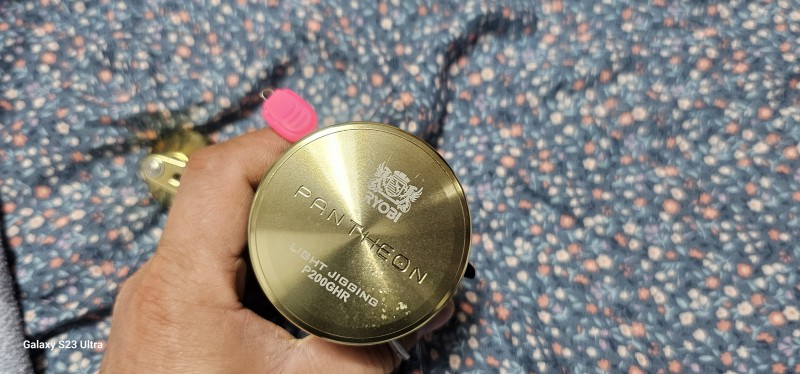 RYOBI
PANTHEON
LIGHT JIGGING
P200GHR
Galaxy S23 Ultra